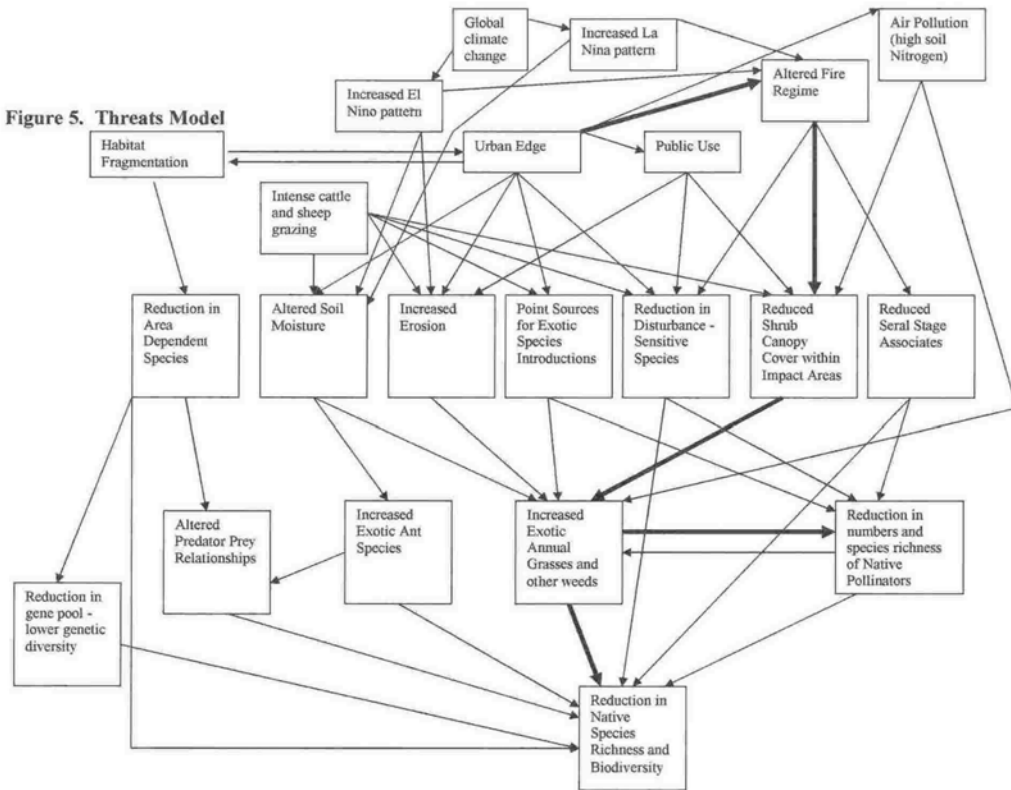 Global
climate
change
Increased La
Nina pattern
Air Pollution
(high soil
Nitrogen)
Altered Fire
Regime
Increased El
Nino pattern
Figure 5. Threats Model
Habitat
Fragmentation
Urban Edge
Public Use
Intense cattle
and sheep
grazing
Reduction in
Area
Dependent
Species
Altered Soil
Moisture
Increased
Erosion
Point Sources
for Exotic
Species
Introductions
Reduction in
Disturbance -
Sensitive
Species
Reduced
Shrub
Canopy
Cover within
Impact Areas
Reduced
Seral Stage
Associates
Altered
Predator Prey
Relationships
Increased
Exotic Ant
Species
Increased
Exotic
Annual
Grasses and
other weeds
Reduction in
numbers and
species richness
of Native
Pollinators
Reduction in
gene pool -
lower genetic
diversity
Reduction in
Native
Species
Richness and
Biodiversity